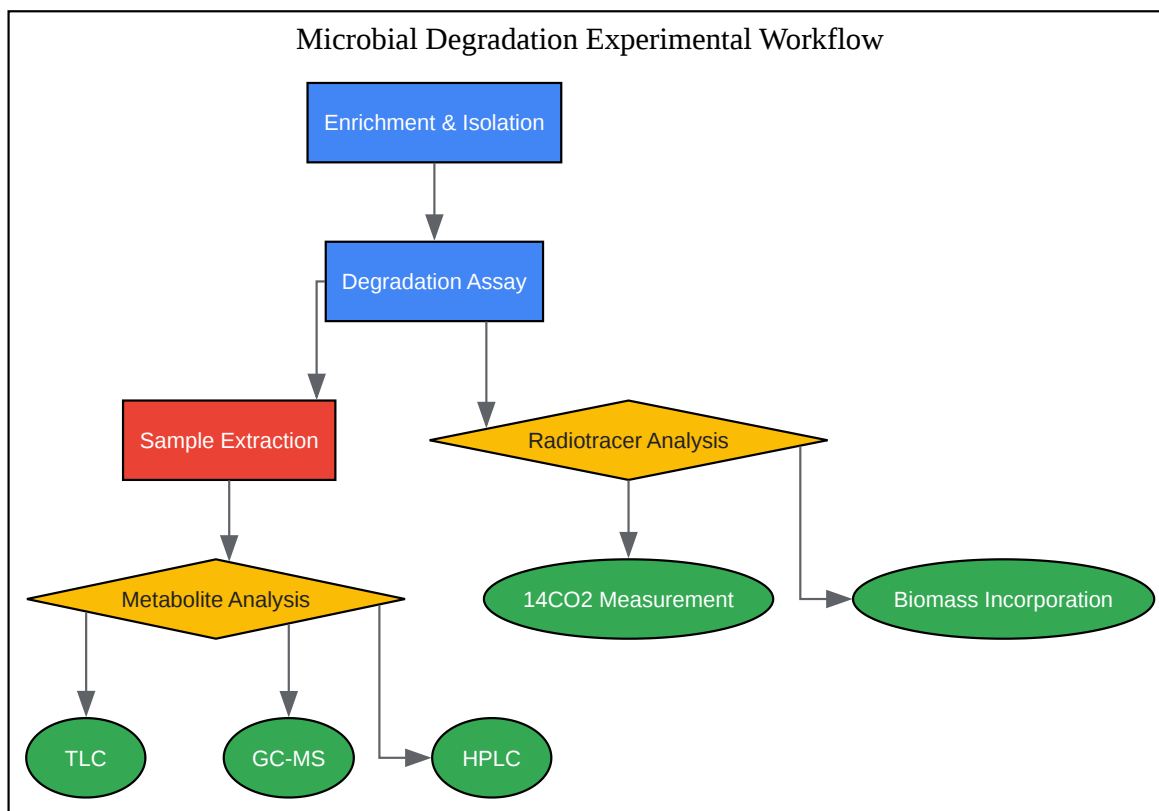 Microbial Degradation Experimental Workflow
Enrichment & Isolation
Degradation Assay
Sample Extraction
Radiotracer Analysis
Metabolite Analysis
14CO2 Measurement
Biomass Incorporation
TLC
GC-MS
HPLC